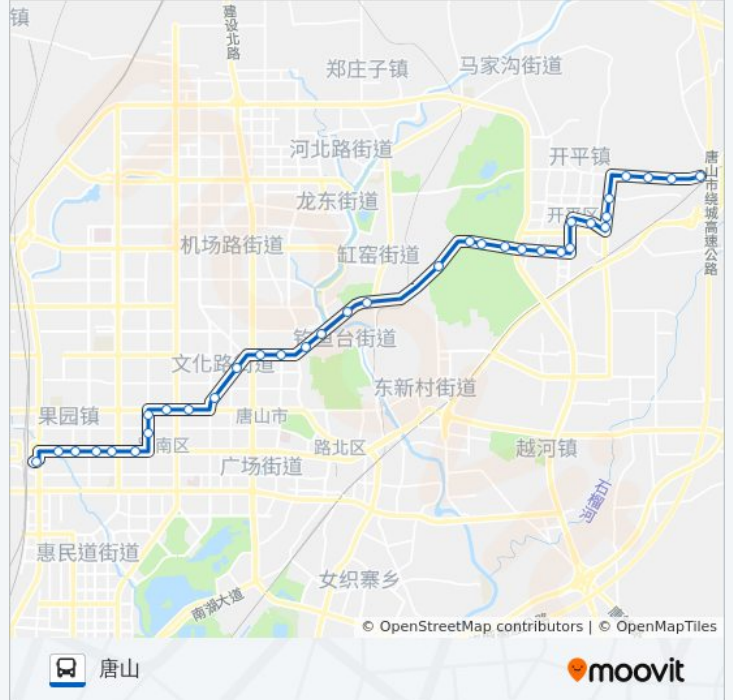 镇
建设北路
郑庄子镇
马家沟街道
河北路街道
开平镇
唐山市绕城高速公路
龙东街道
开平区
机场路街道
缸窑街道
钓鱼台街道
文化路街道
东新村街道
果园镇
唐山市
南区
路北区
越河镇
广场街道
石榴河
惠民道街道
女织寨乡
南湖大道
© OpenStreetMap contributors | © OpenMapTiles
唐山
moovit